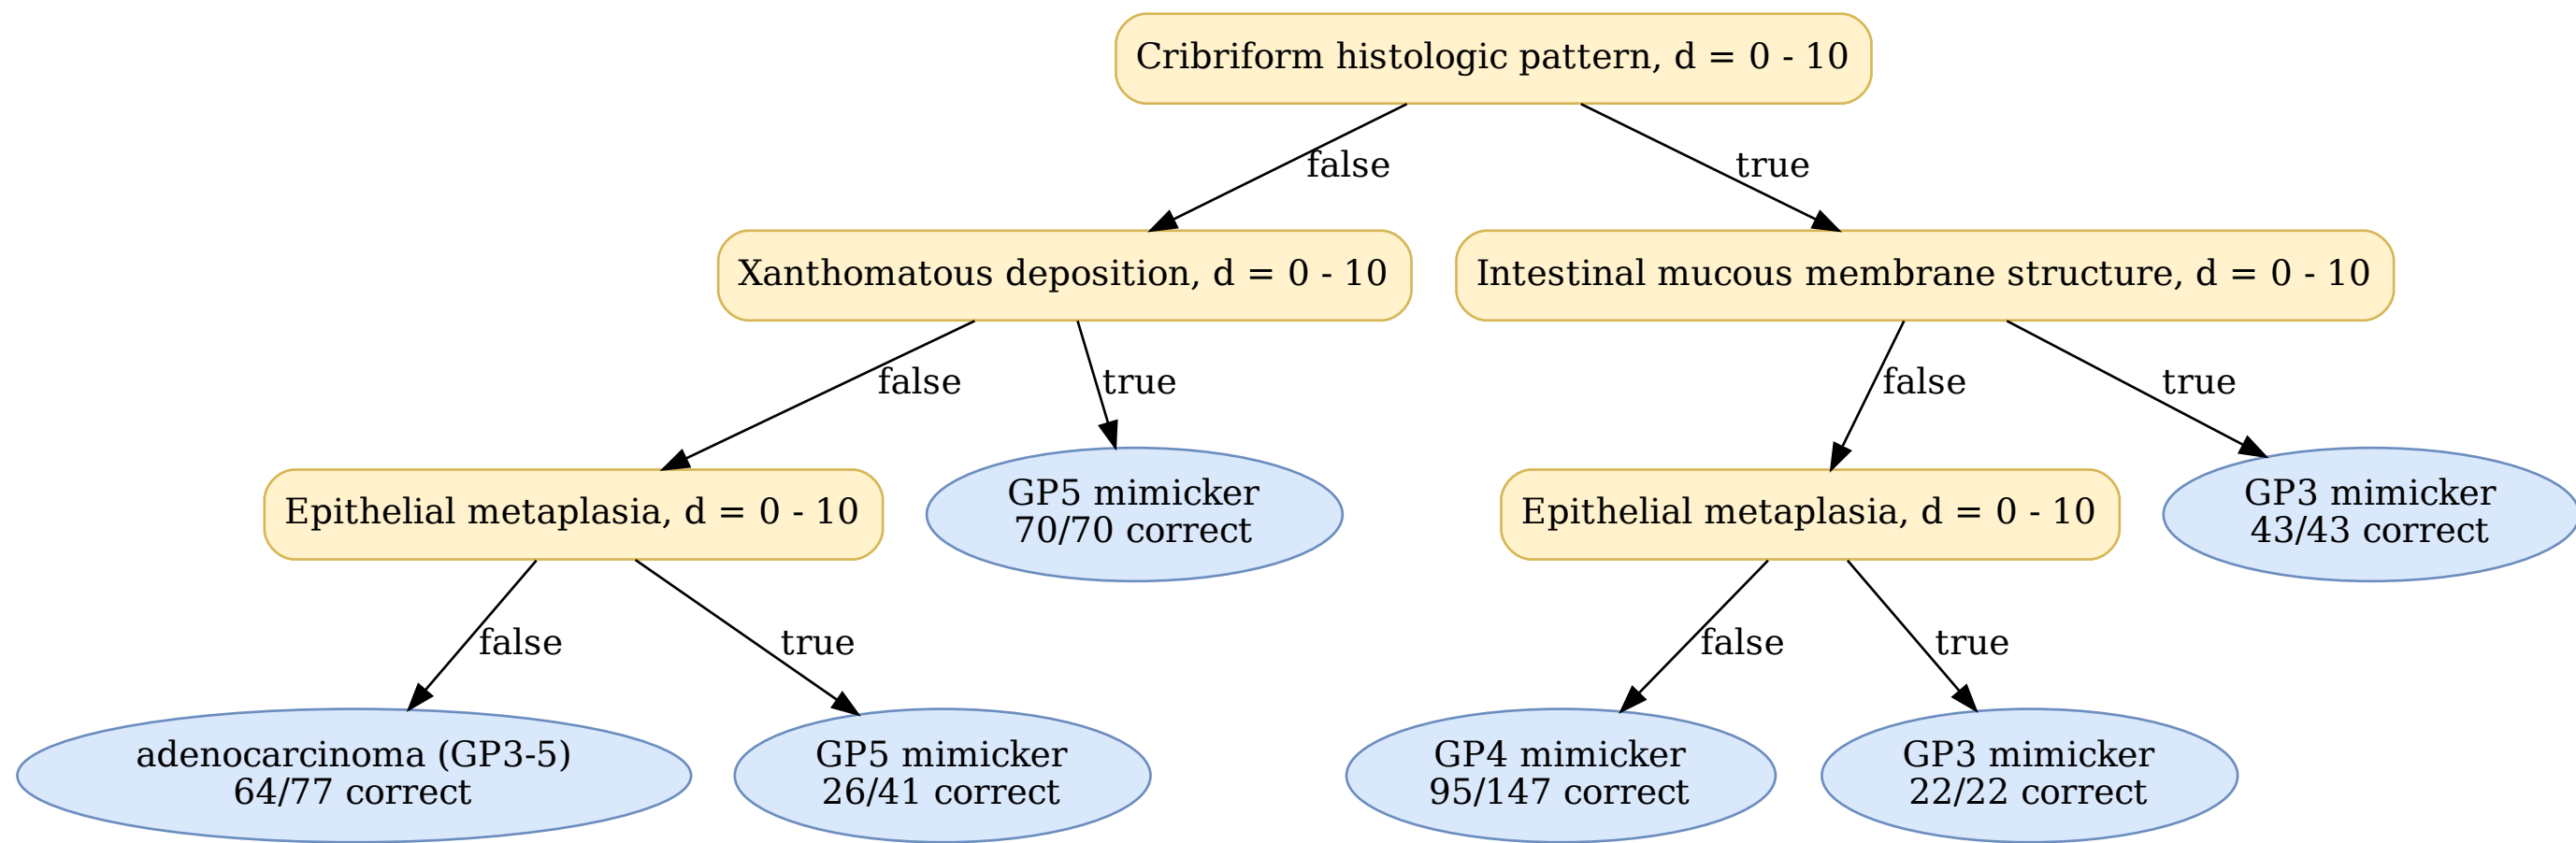 Cribriform histologic pattern, d = 0 - 10
false
true
Xanthomatous deposition, d = 0 - 10
Intestinal mucous membrane structure, d = 0 - 10
false
true
false
true
Epithelial metaplasia, d = 0 - 10
GP5 mimicker
70/70 correct
Epithelial metaplasia, d = 0 - 10
GP3 mimicker
43/43 correct
false
true
false
true
adenocarcinoma (GP3-5)
64/77 correct
GP5 mimicker
26/41 correct
GP4 mimicker
95/147 correct
GP3 mimicker
22/22 correct